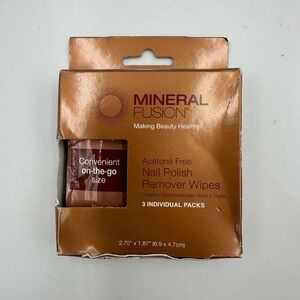 MINERAL
FUSION
Making Beauty Healthy
Convenient
on-the-go
size
Acetone Free
Nail Polish
Remover Wipes
3 INDIVIDUAL PACKS
2.75" x 1.87" (6.9 x 4.7cm)